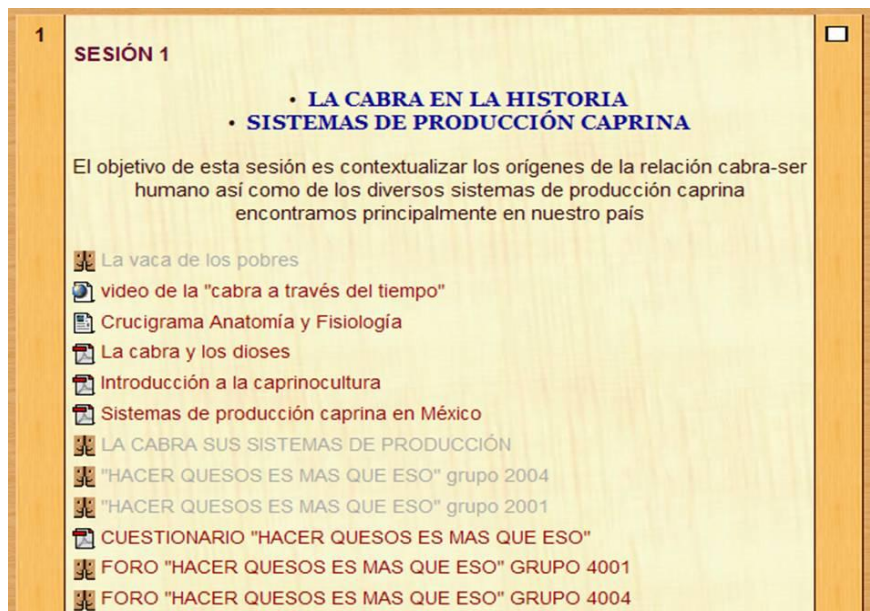 1
SESIÓN 1
• LA CABRA EN LA HISTORIA
• SISTEMAS DE PRODUCCIÓN CAPRINA
El objetivo de esta sesión es contextualizar los orígenes de la relación cabra-ser
humano así como de los diversos sistemas de producción caprina
encontramos principalmente en nuestro país
La vaca de los pobres
video de la "cabra a través del tiempo"
Crucigrama Anatomía y Fisiología
La cabra y los dioses
Introducción a la caprinocultura
Sistemas de producción caprina en México
LA CABRA SUS SISTEMAS DE PRODUCCIÓN
"HACER QUESOS ES MAS QUE ESO" grupo 2004
"HACER QUESOS ES MAS QUE ESO" grupo 2001
CUESTIONARIO "HACER QUESOS ES MAS QUE ESO"
FORO "HACER QUESOS ES MAS QUE ESO" GRUPO 4001
FORO "HACER QUESOS ES MAS QUE ESO" GRUPO 4004